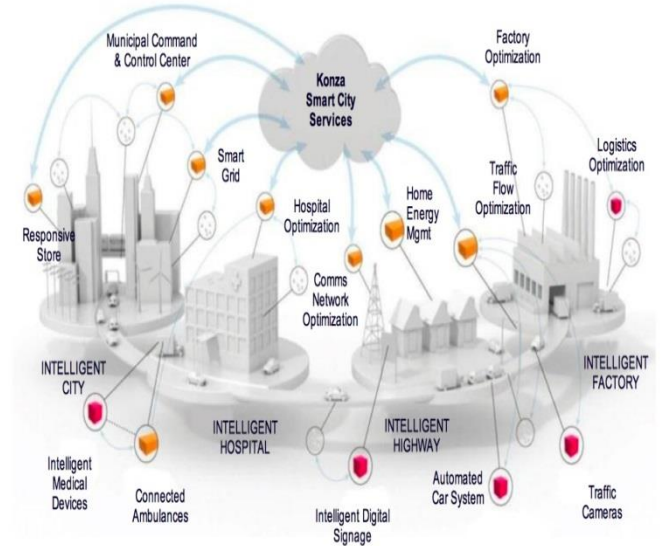 Municipal Command
& Control Center
Konza
Smart City
Services
Factory
Optimization
Smart
Grid
Hospital
Optimization
Home
Energy
Mgmt
Traffic
Flow
Optimization
Logistics
Optimization
Responsive
Store
Comms
Network
Optimization
INTELLIGENT
CITY
INTELLIGENT
HOSPITAL
INTELLIGENT
HIGHWAY
INTELLIGENT
FACTORY
Intelligent
Medical
Devices
Connected
Ambulances
Intelligent Digital
Signage
Automated
Car System
Traffic
Cameras